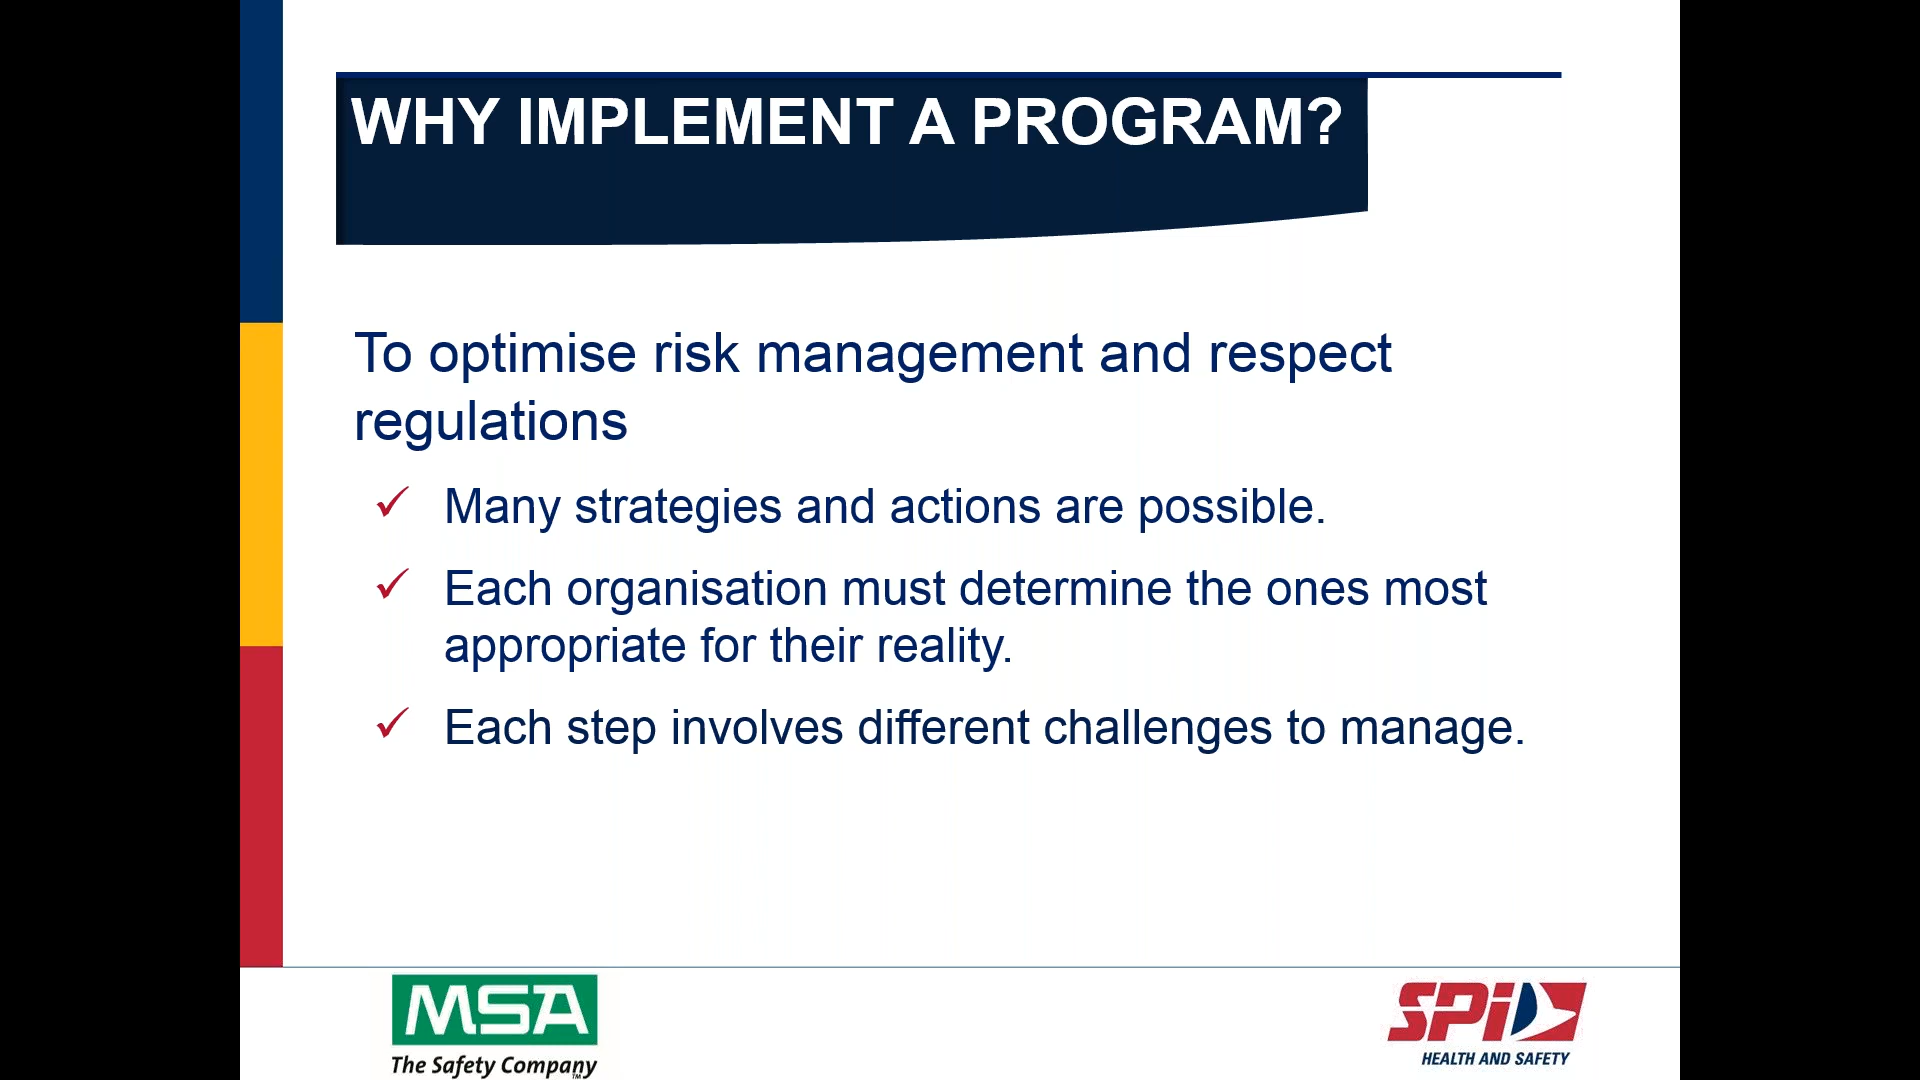 WHY IMPLEMENT A PROGRAM?
To optimise risk management and respect
regulations
✓ Many strategies and actions are possible.
✓ Each organisation must determine the ones most
appropriate for their reality.
✓ Each step involves different challenges to manage.
MSA
The Safety Company™
SPi
HEALTH AND SAFETY